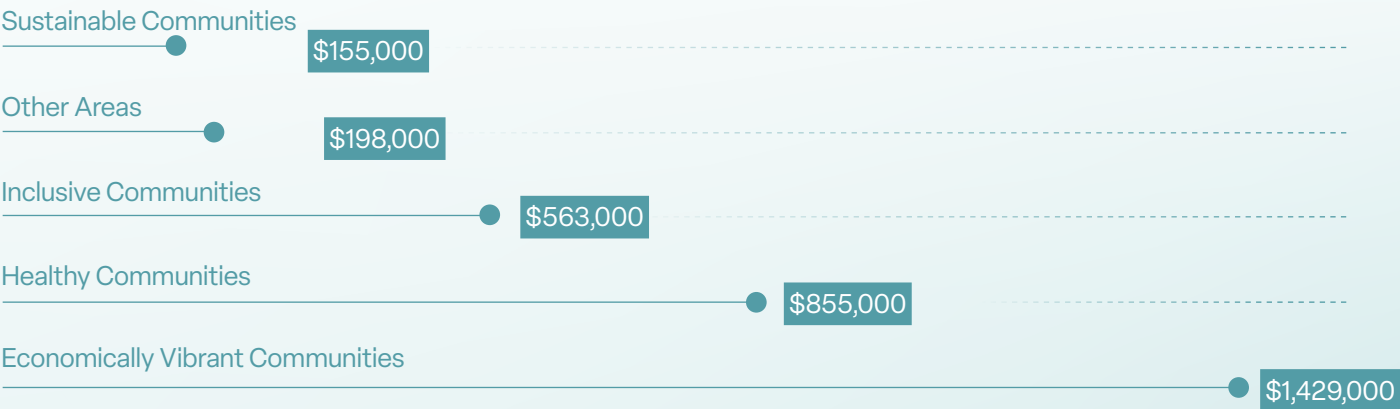 Sustainable Communities
$155,000
Other Areas
$198,000
Inclusive Communities
$563,000
Healthy Communities
$855,000
Economically Vibrant Communities
$1,429,000